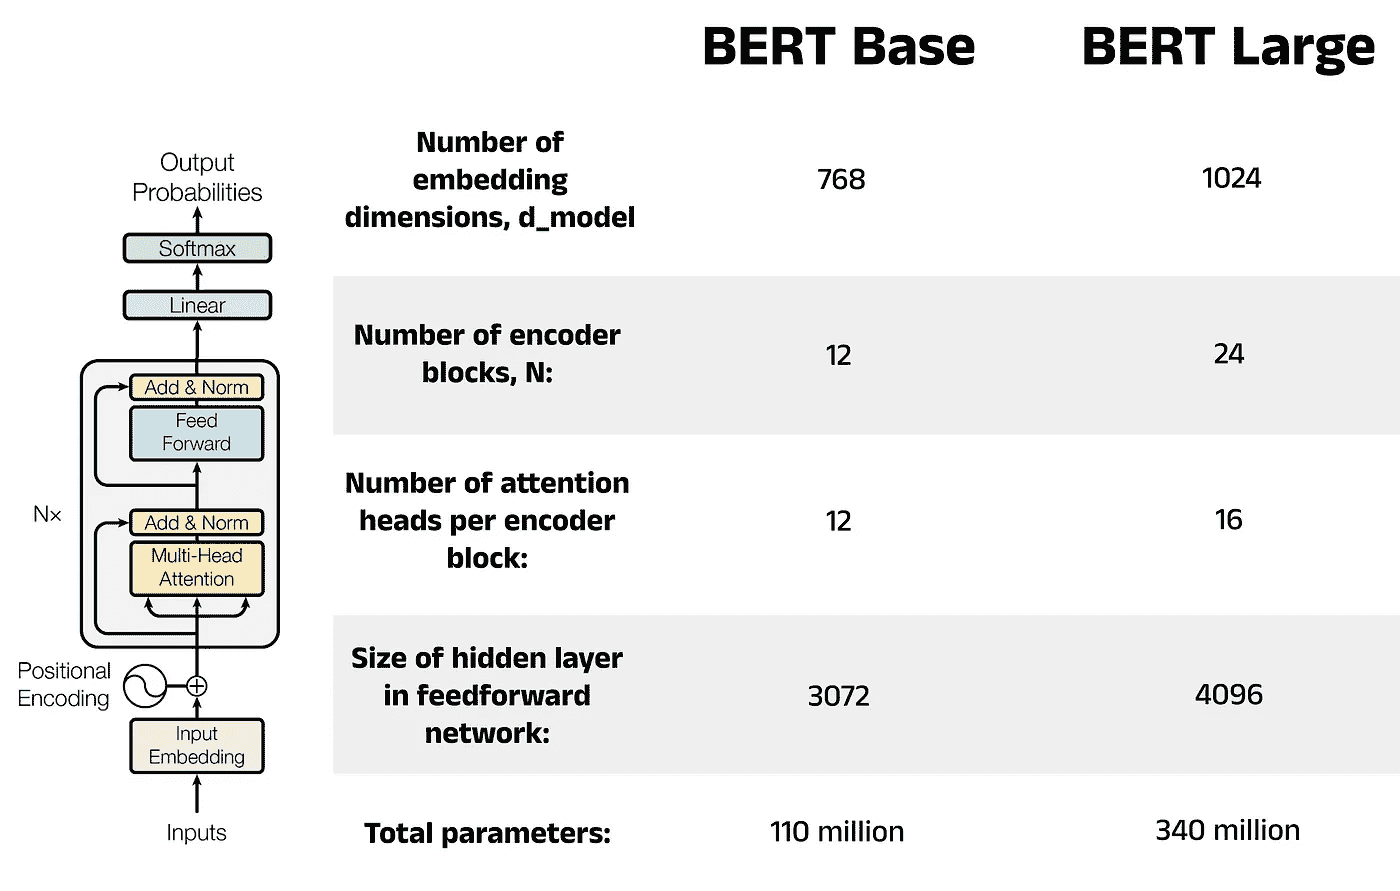 BERT Base
BERT Large
Output
Probabilities
Softmax
Linear
Add & Norm
Feed
Forward
Nx
Add & Norm
Multi-Head
Attention
Positional
Encoding
Input
Embedding
Inputs
Number of
embedding
dimensions, d_model
768
1024
Number of encoder
blocks, N:
12
24
Number of attention
heads per encoder
block:
12
16
Size of hidden layer
in feedforward
network:
3072
4096
Total parameters:
110 million
340 million